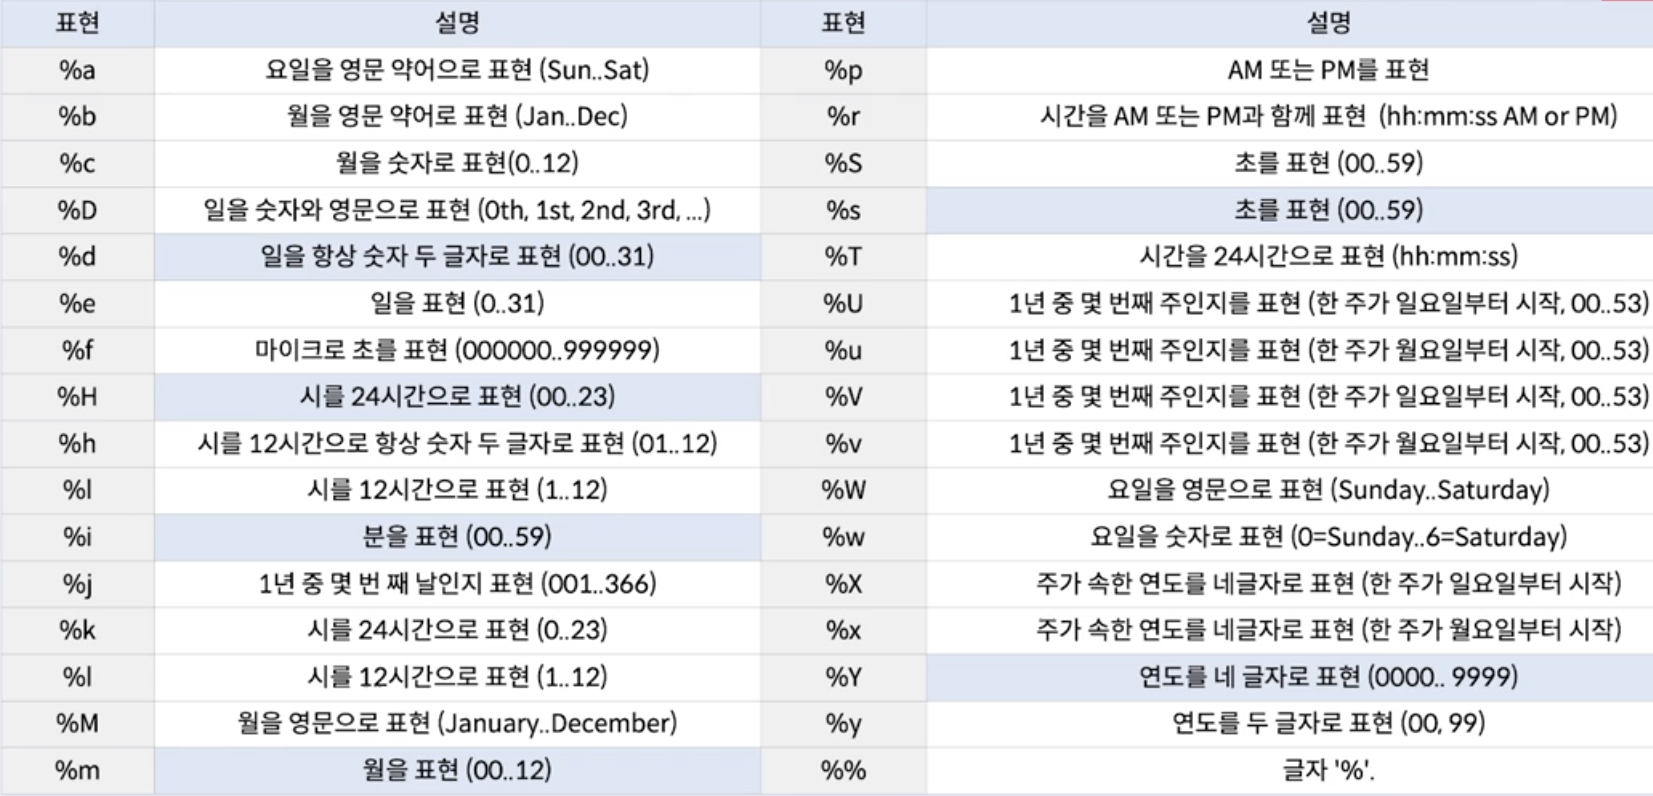 표현 설명 표현 설명
%a 요일을 영문 약어으로 표현 (Sun..Sat) %p AM 또는 PM를 표현
%b 월을 영문 약어로 표현 (Jan..Dec) %r 시간을 AM 또는 PM과 함께 표현 (hh:mm:ss AM or PM)
%c 월을 숫자로 표현(0..12) %S 초를 표현 (00..59)
%D 일을 숫자와 영문으로 표현 (0th, 1st, 2nd, 3rd, ...) %s 초를 표현 (00..59)
%d 일을 항상 숫자 두 글자로 표현 (00..31) %T 시간을 24시간으로 표현 (hh:mm:ss)
%e 일을 표현 (0..31) %U 1년 중 몇 번째 주인지를 표현 (한 주가 일요일부터 시작, 00..53)
%f 마이크로 초를 표현 (000000..999999) %u 1년 중 몇 번째 주인지를 표현 (한 주가 월요일부터 시작, 00..53)
%H 시를 24시간으로 표현 (00..23) %V 1년 중 몇 번째 주인지를 표현 (한 주가 일요일부터 시작, 00..53)
%h 시를 12시간으로 항상 숫자 두 글자로 표현 (01..12) %v 1년 중 몇 번째 주인지를 표현 (한 주가 월요일부터 시작, 00..53)
%I 시를 12시간으로 표현 (1..12) %W 요일을 영문으로 표현 (Sunday..Saturday)
%i 분을 표현 (00..59) %w 요일을 숫자로 표현 (0=Sunday..6=Saturday)
%j 1년 중 몇 번 째 날인지 표현 (001..366) %X 주가 속한 연도를 네글자로 표현 (한 주가 일요일부터 시작)
%k 시를 24시간으로 표현 (0..23) %x 주가 속한 연도를 네글자로 표현 (한 주가 월요일부터 시작)
%l 시를 12시간으로 표현 (1..12) %Y 연도를 네 글자로 표현 (0000.. 9999)
%M 월을 영문으로 표현 (January..December) %y 연도를 두 글자로 표현 (00, 99)
%m 월을 표현 (00..12) %% 글자 '%'.